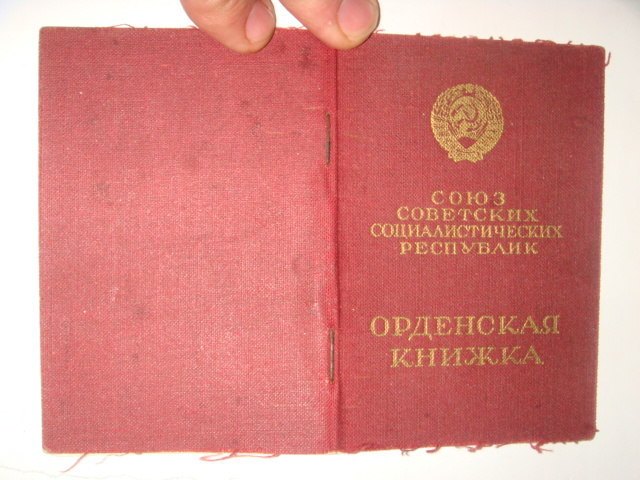 СОЮЗ
СОВЕТСКИХ
СОЦИАЛИСТИЧЕСКИХ
РЕСПУБЛИК
ОРДЕНСКАЯ
КНИЖКА